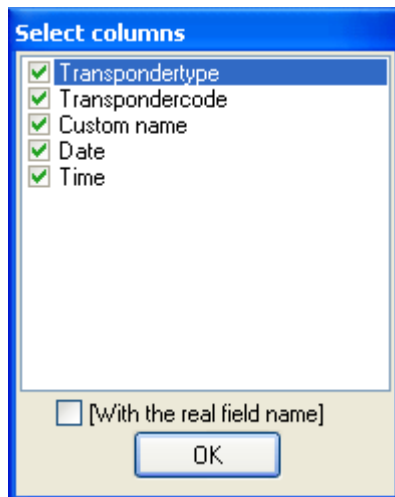 Select columns
Transpondertype
Transpondercode
Custom name
Date
Time
[With the real field name]
OK